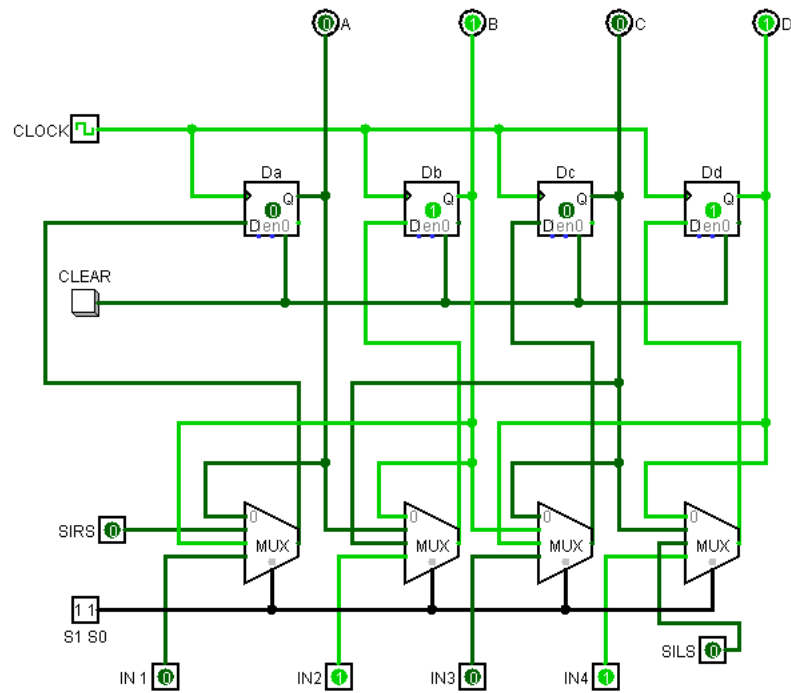 0 A 1 B 0 C 1 D
CLOCK
Da Db Dc Dd
Q Q Q Q
0 1 0 1
D en 0 D en 0 D en 0 D en 0
CLEAR
0 0 0 0
SIRS 0
MUX MUX MUX MUX
1 1
S1 S0
SILS 0
IN 1 0 IN2 1 IN3 0 IN4 1